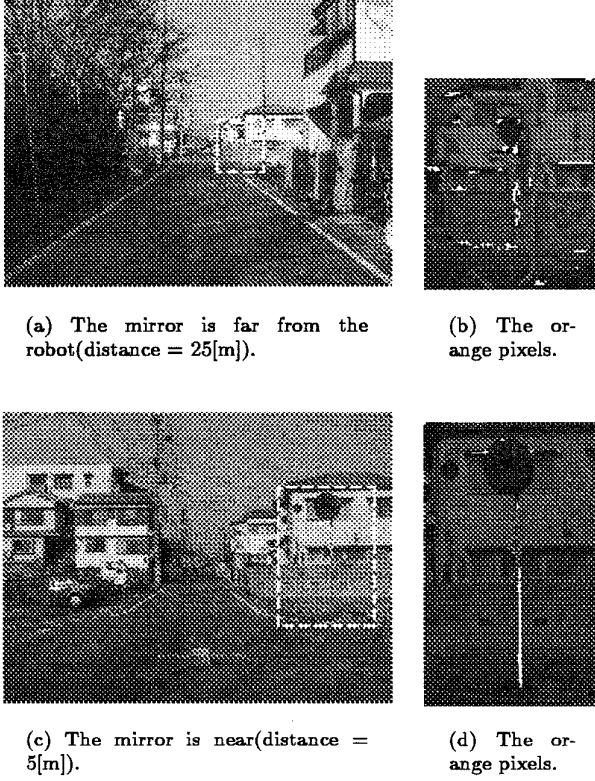 (a) The mirror is far from the
robot(distance = 25[m]).
(b) The or-
ange pixels.
(c) The mirror is near(distance =
5[m]).
(d) The or-
ange pixels.